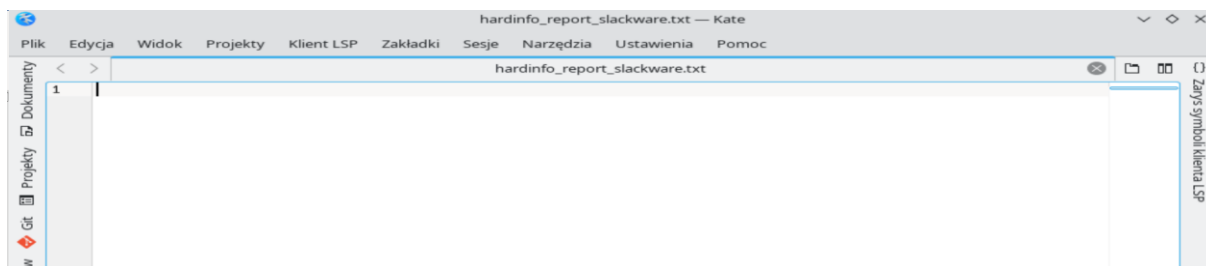 hardinfo_report_slackware.txt — Kate
Plik Edycja Widok Projekty Klient LSP Zakładki Sesje Narzędzia Ustawienia Pomoc
hardinfo_report_slackware.txt
1
Dokumenty
Projekty
Git
{} Zarys symboli klienta LSP